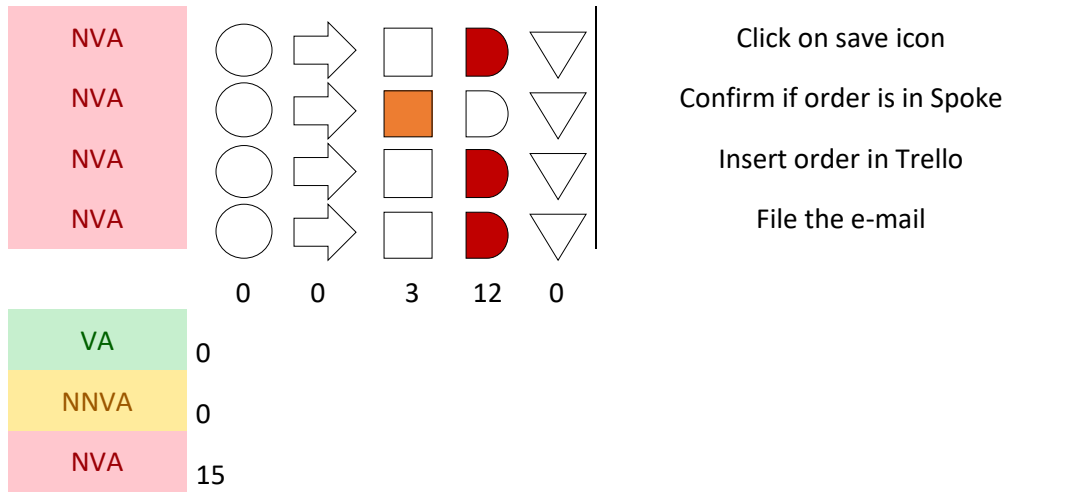 NVA Click on save icon
NVA Confirm if order is in Spoke
NVA Insert order in Trello
NVA File the e-mail
0 0 3 12 0
VA 0
NNVA 0
NVA 15